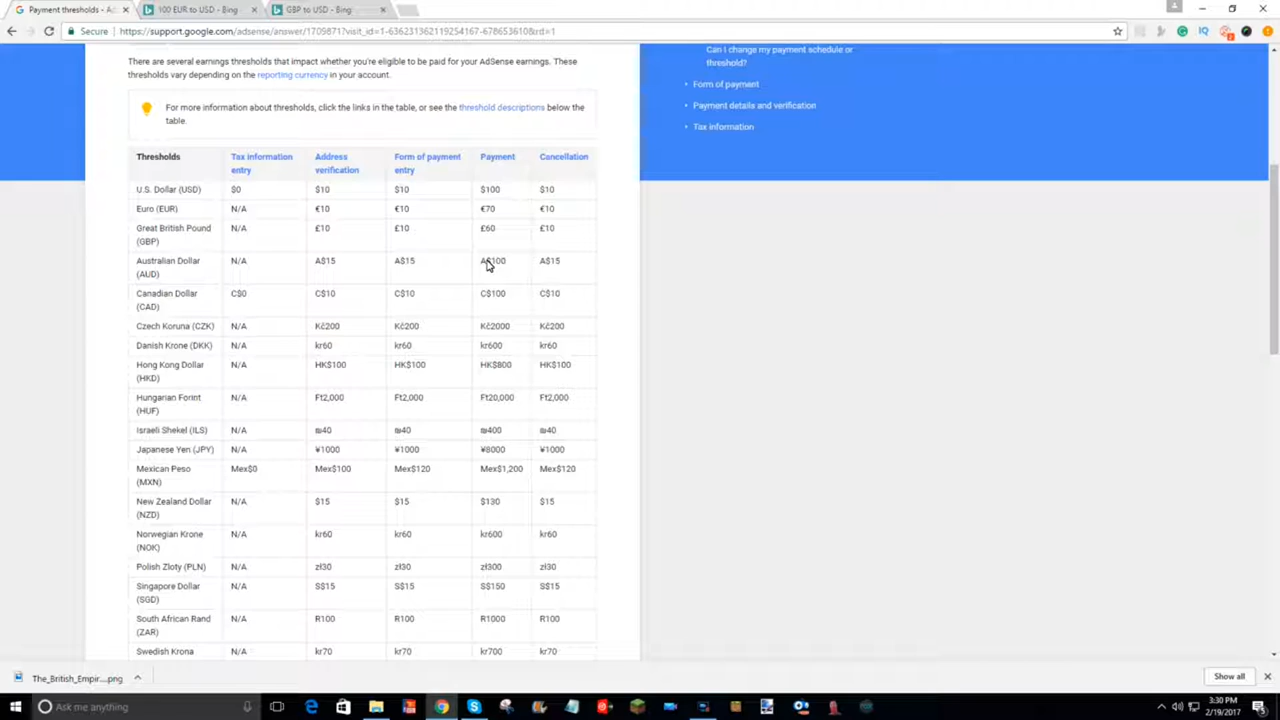 Payment thresholds - Ad
100 EUR to USD - Bing
GBP to USD - Bing
Secure
https://support.google.com/adsense/answer/1709871?visit_id=1-636231362119254167-678653610&rd=1
There are several earnings thresholds that impact whether you're eligible to be paid for your AdSense earnings. These
thresholds vary depending on the reporting currency in your account.
For more information about thresholds, click the links in the table, or see the threshold descriptions below the
table.
Can I change my payment schedule or
threshold?
Form of payment
Payment details and verification
Tax information
Thresholds Tax information entry Address verification Form of payment entry Payment Cancellation
U.S. Dollar (USD) $0 $10 $10 $100 $10
Euro (EUR) N/A €10 €10 €70 €10
Great British Pound (GBP) N/A £10 £10 £60 £10
Australian Dollar (AUD) N/A A$15 A$15 A$100 A$15
Canadian Dollar (CAD) C$0 C$10 C$10 C$100 C$10
Czech Koruna (CZK) N/A Kč200 Kč200 Kč2000 Kč200
Danish Krone (DKK) N/A kr60 kr60 kr600 kr60
Hong Kong Dollar (HKD) N/A HK$100 HK$100 HK$800 HK$100
Hungarian Forint (HUF) N/A Ft2,000 Ft2,000 Ft20,000 Ft2,000
Israeli Shekel (ILS) N/A ₪40 ₪40 ₪400 ₪40
Japanese Yen (JPY) N/A ¥1000 ¥1000 ¥8000 ¥1000
Mexican Peso (MXN) Mex$0 Mex$100 Mex$120 Mex$1,200 Mex$120
New Zealand Dollar (NZD) N/A $15 $15 $130 $15
Norwegian Krone (NOK) N/A kr60 kr60 kr600 kr60
Polish Zloty (PLN) N/A zł30 zł30 zł300 zł30
Singapore Dollar (SGD) N/A S$15 S$15 S$150 S$15
South African Rand (ZAR) N/A R100 R100 R1000 R100
Swedish Krona N/A kr70 kr70 kr700 kr70
The_British_Empir....png
Show all
Ask me anything
3:30 PM
2/19/2017